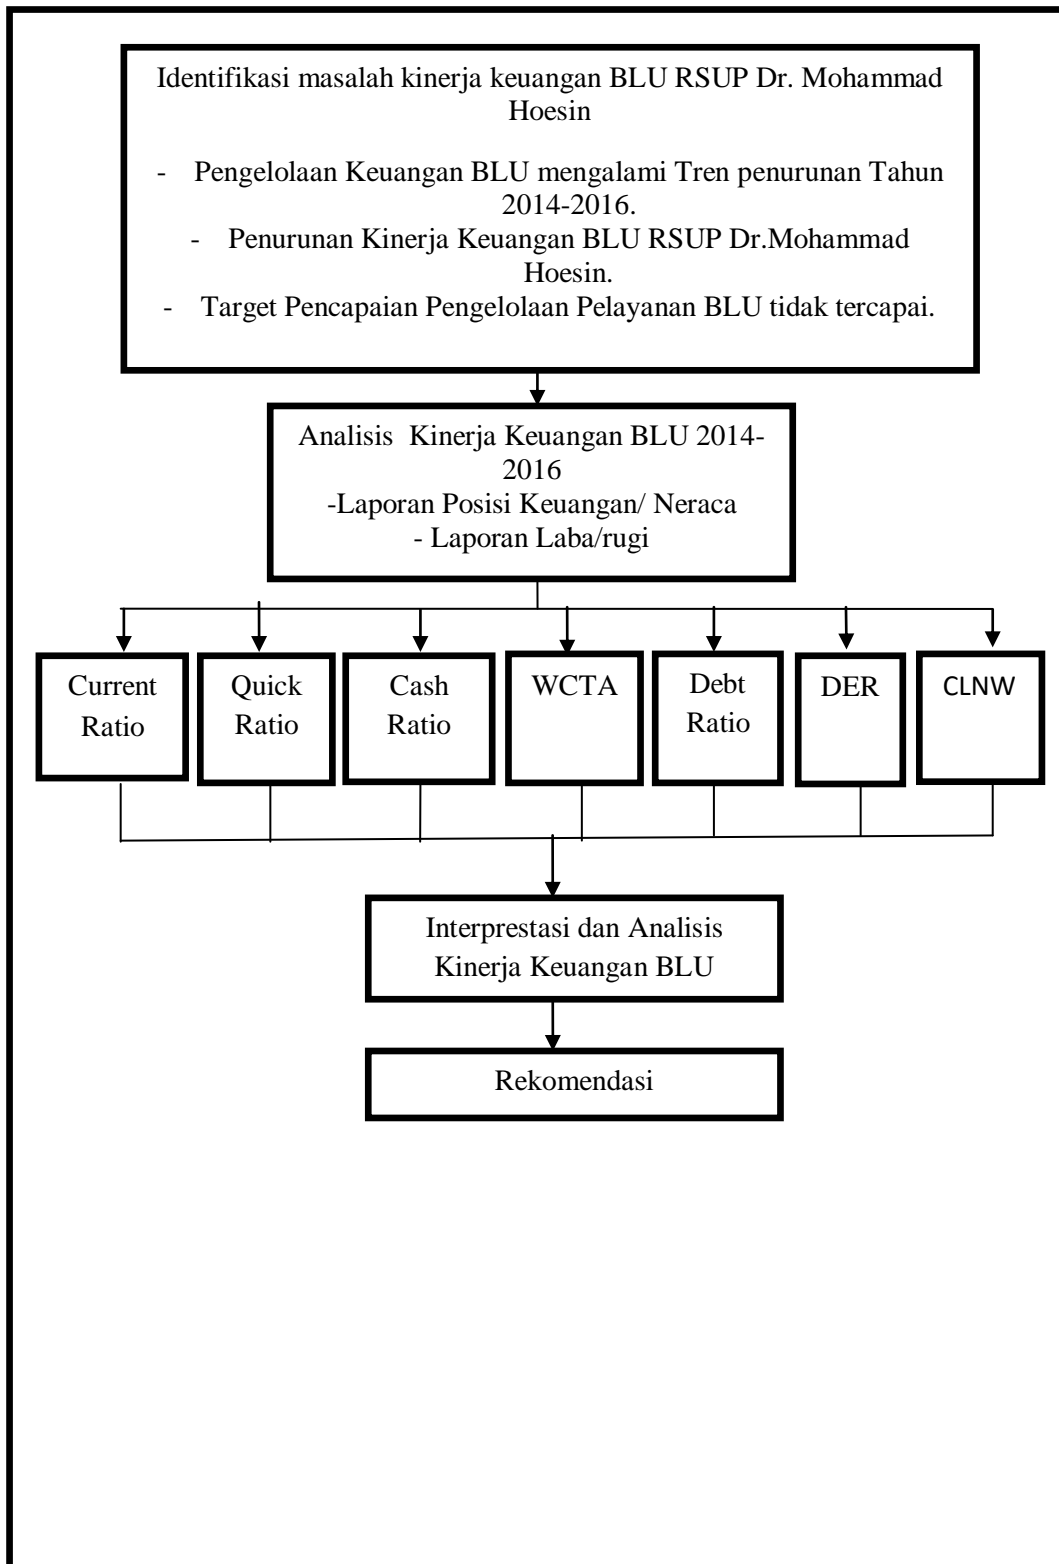 Identifikasi masalah kinerja keuangan BLU RSUP Dr. Mohammad
Hoesin
- Pengelolaan Keuangan BLU mengalami Tren penurunan Tahun
2014-2016.
- Penurunan Kinerja Keuangan BLU RSUP Dr.Mohammad
Hoesin.
- Target Pencapaian Pengelolaan Pelayanan BLU tidak tercapai.
Analisis Kinerja Keuangan BLU 2014-
2016
-Laporan Posisi Keuangan/ Neraca
- Laporan Laba/rugi
Current
Ratio
Quick
Ratio
Cash
Ratio
WCTA
Debt
Ratio
DER
CLNW
Interprestasi dan Analisis
Kinerja Keuangan BLU
Rekomendasi